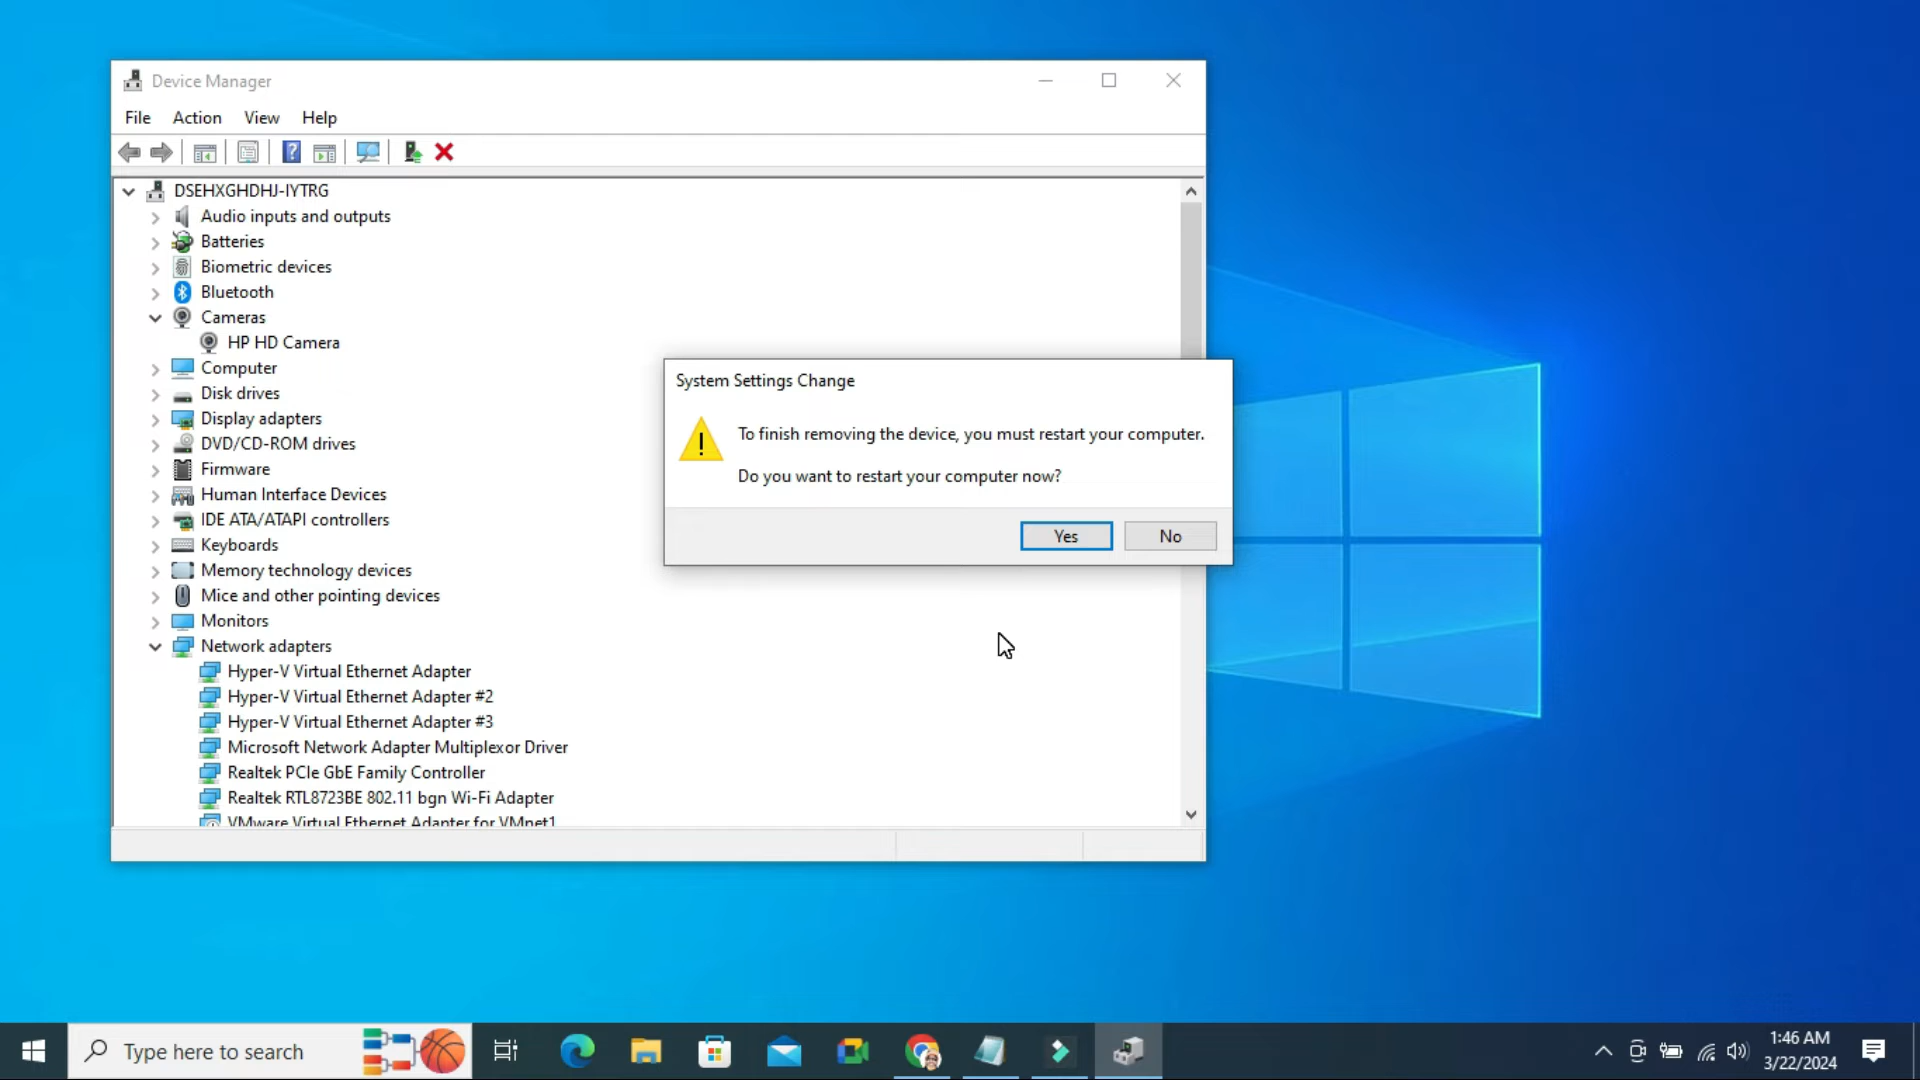 Device Manager
File Action View Help
DSEHXGHDHJ-IYTRG
Audio inputs and outputs
Batteries
Biometric devices
Bluetooth
Cameras
HP HD Camera
Computer
Disk drives
Display adapters
DVD/CD-ROM drives
Firmware
Human Interface Devices
IDE ATA/ATAPI controllers
Keyboards
Memory technology devices
Mice and other pointing devices
Monitors
Network adapters
Hyper-V Virtual Ethernet Adapter
Hyper-V Virtual Ethernet Adapter #2
Hyper-V Virtual Ethernet Adapter #3
Microsoft Network Adapter Multiplexor Driver
Realtek PCIe GbE Family Controller
Realtek RTL8723BE 802.11 bgn Wi-Fi Adapter
VMware Virtual Ethernet Adapter for VMnet1
System Settings Change
To finish removing the device, you must restart your computer.
Do you want to restart your computer now?
Yes No
Type here to search
1:46 AM
3/22/2024